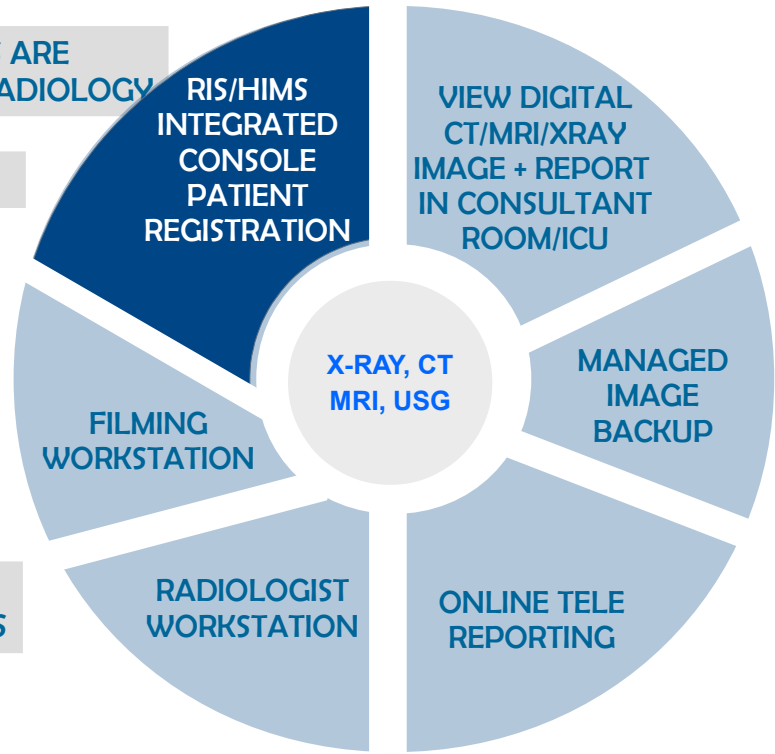 ARE
ADIOLOGY
RIS/HIMS
INTEGRATED
CONSOLE
PATIENT
REGISTRATION
VIEW DIGITAL
CT/MRI/XRAY
IMAGE + REPORT
IN CONSULTANT
ROOM/ICU
MANAGED
IMAGE
BACKUP
ONLINE TELE
REPORTING
RADIOLOGIST
WORKSTATION
FILMING
WORKSTATION
X-RAY, CT
MRI, USG
S